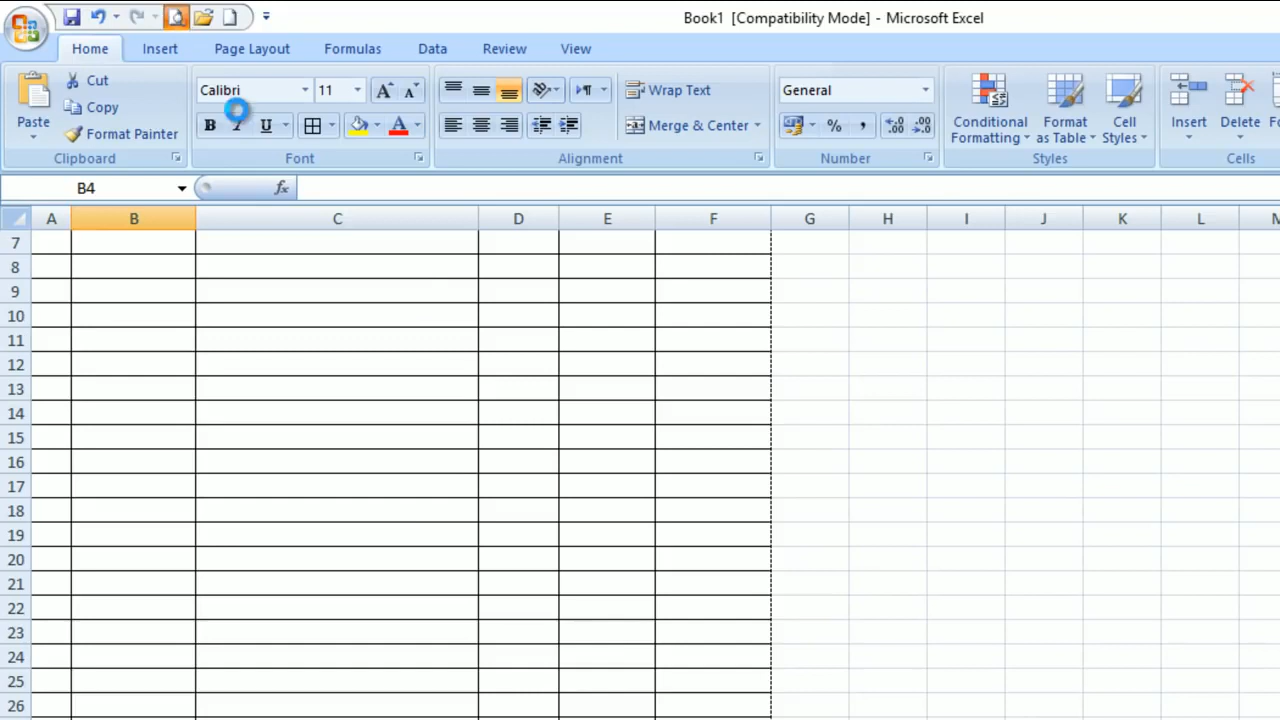 Book1 [Compatibility Mode] - Microsoft Excel
Home Insert Page Layout Formulas Data Review View
Paste
Cut
Copy
Format Painter
Clipboard
Calibri 11
B U A
Font
Wrap Text
Merge & Center
Alignment
General
% ,
Number
Conditional Formatting
Format as Table
Cell Styles
Styles
Insert Delete
Cells
B4 fx
A B C D E F G H I J K L
7
8
9
10
11
12
13
14
15
16
17
18
19
20
21
22
23
24
25
26